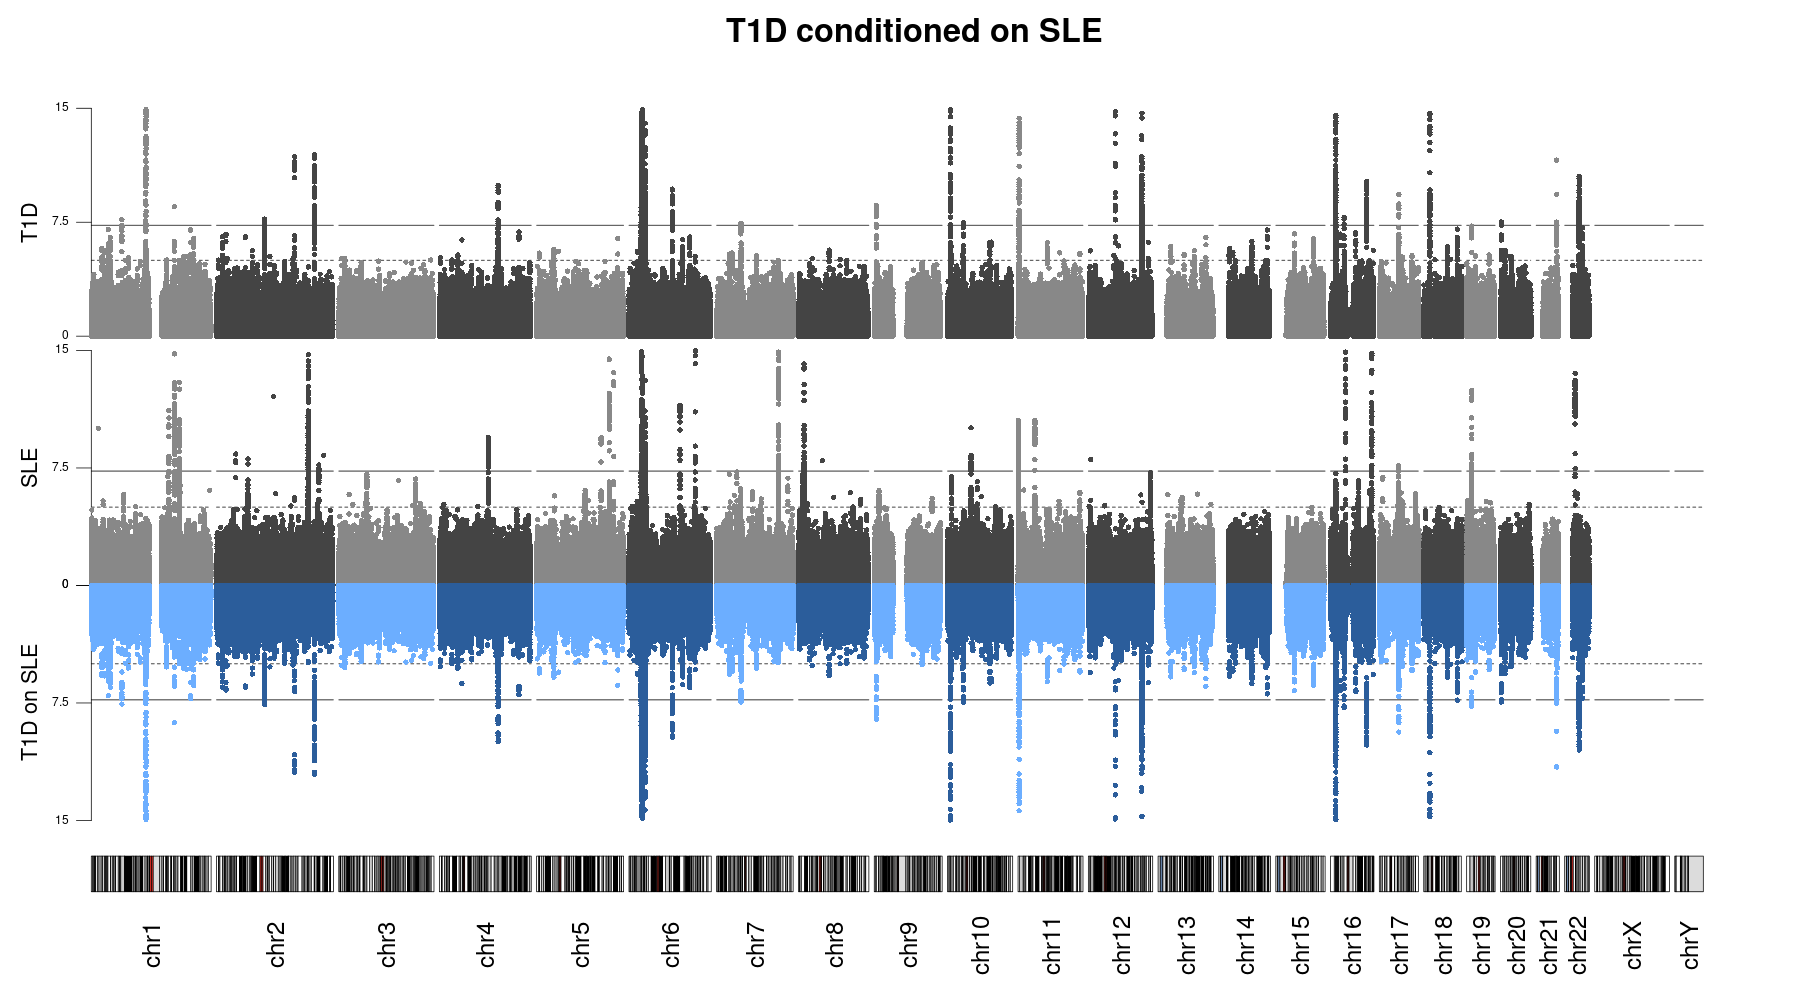 T1D conditioned on SLE
15
7.5
0
T1D
15
7.5
0
SLE
7.5
15
T1D on SLE
chr1
chr2
chr3
chr4
chr5
chr6
chr7
chr8
chr9
chr10
chr11
chr12
chr13
chr14
chr15
chr16
chr17
chr18
chr19
chr20
chr21
chr22
chrX
chrY